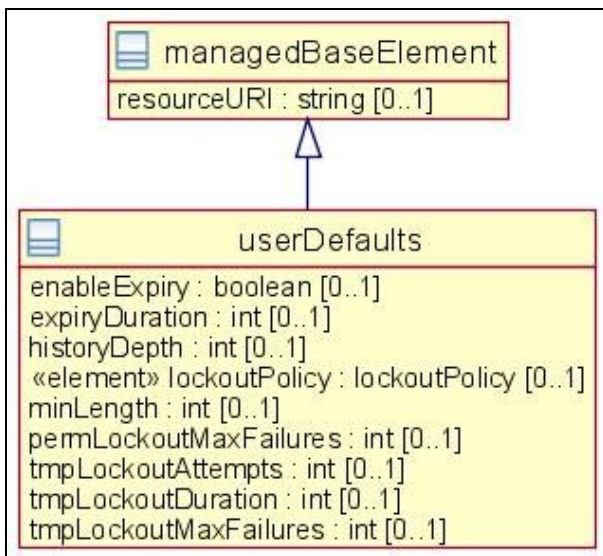 managedBaseElement
resourceURI : string [0..1]
userDefaults
enableExpiry : boolean [0..1]
expiryDuration : int [0..1]
historyDepth : int [0..1]
«element» lockoutPolicy : lockoutPolicy [0..1]
minLength : int [0..1]
permLockoutMaxFailures : int [0..1]
tmpLockoutAttempts : int [0..1]
tmpLockoutDuration : int [0..1]
tmpLockoutMaxFailures : int [0..1]